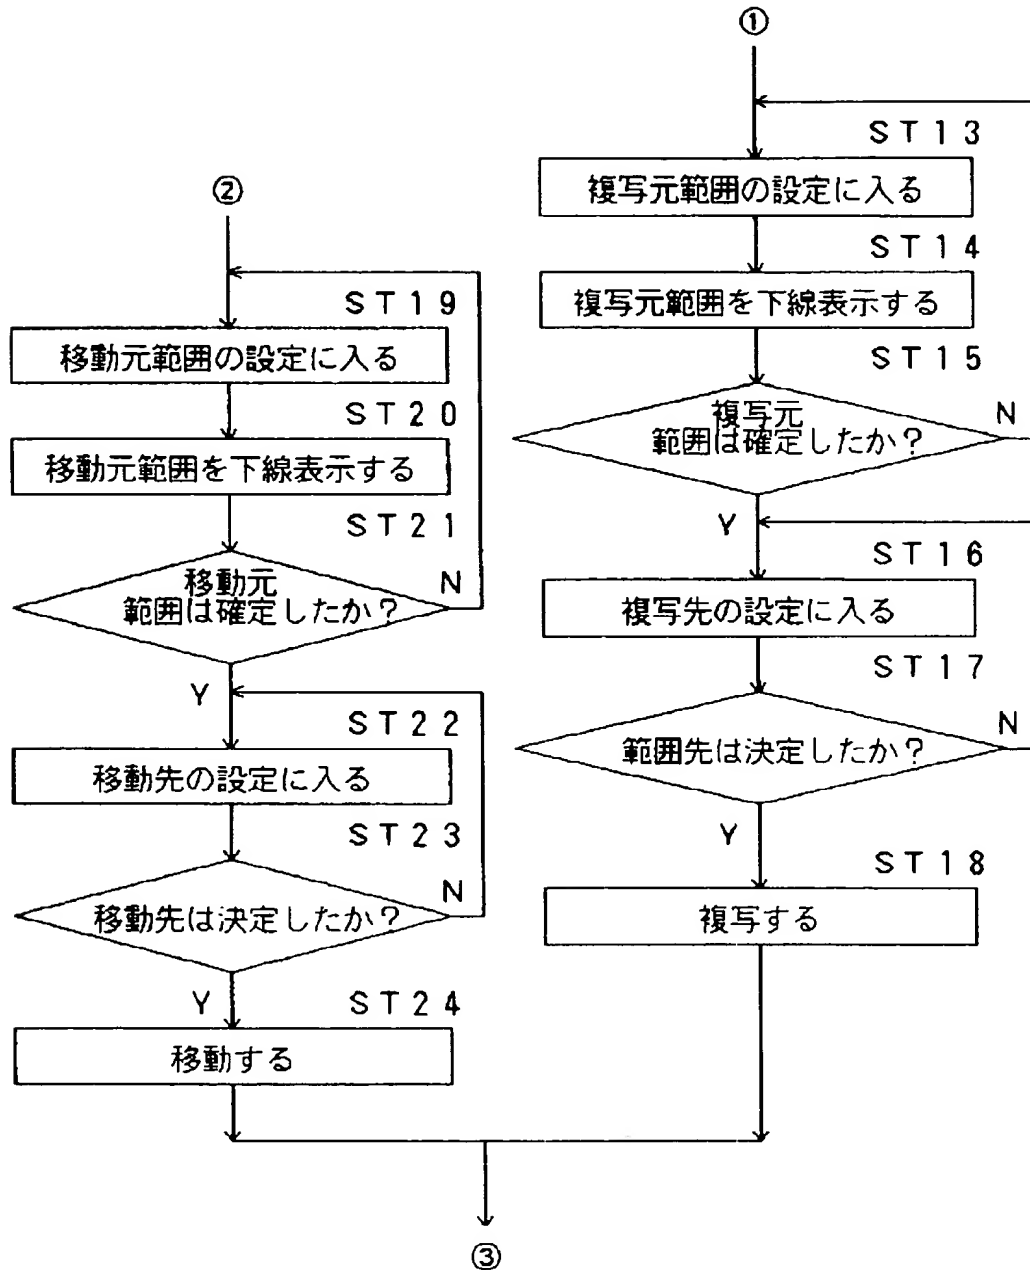 ①
ST13
複写元範囲の設定に入る
ST14
複写元範囲を下線表示する
ST15
複写元
範囲は確定したか？
N
Y
ST16
複写先の設定に入る
ST17
範囲先は決定したか？
N
Y
ST18
複写する
②
ST19
移動元範囲の設定に入る
ST20
移動元範囲を下線表示する
ST21
移動元
範囲は確定したか？
N
Y
ST22
移動先の設定に入る
ST23
移動先は決定したか？
N
Y
ST24
移動する
③